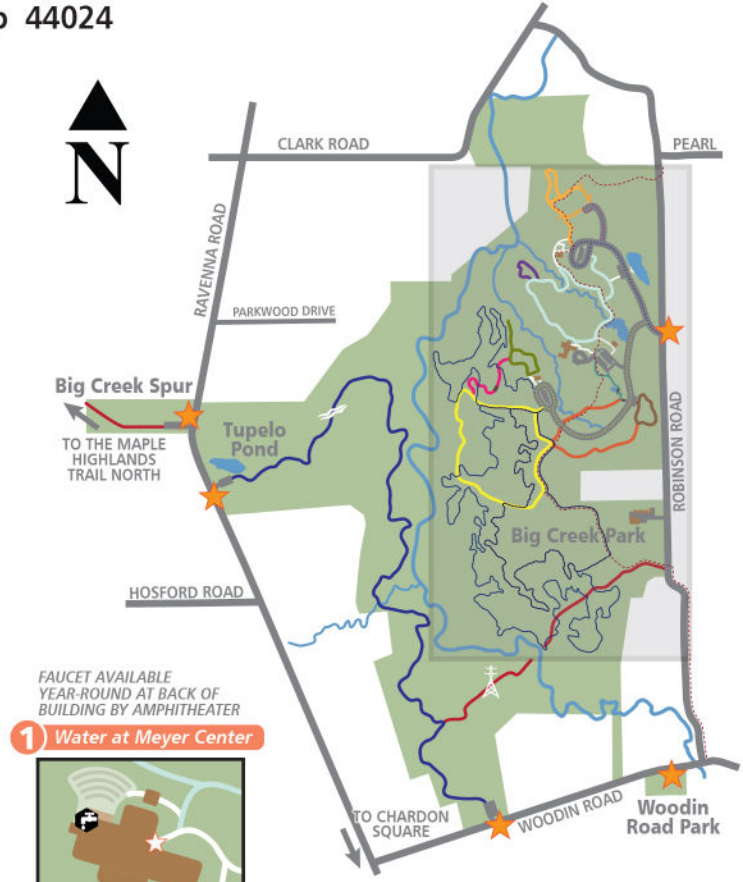 44024
N
CLARK ROAD
PEARL
RAVENNA ROAD
PARKWOOD DRIVE
Big Creek Spur
TO THE MAPLE
HIGHLANDS
TRAIL NORTH
Tupelo
Pond
ROBINSON ROAD
Big Creek Park
HOSFORD ROAD
FAUCET AVAILABLE
YEAR-ROUND AT BACK OF
BUILDING BY AMPHITHEATER
1 Water at Meyer Center
TO CHARDON
SQUARE
WOODIN ROAD
Woodin
Road Park